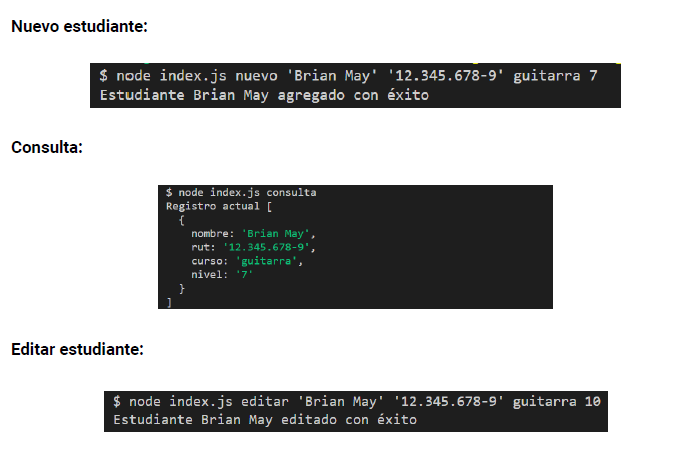 Nuevo estudiante:
$ node index.js nuevo 'Brian May' '12.345.678-9' guitarra 7
Estudiante Brian May agregado con éxito
Consulta:
$ node index.js consulta
Registro actual [
  {
    nombre: 'Brian May',
    rut: '12.345.678-9',
    curso: 'guitarra',
    nivel: '7'
  }
]
Editar estudiante:
$ node index.js editar 'Brian May' '12.345.678-9' guitarra 10
Estudiante Brian May editado con éxito